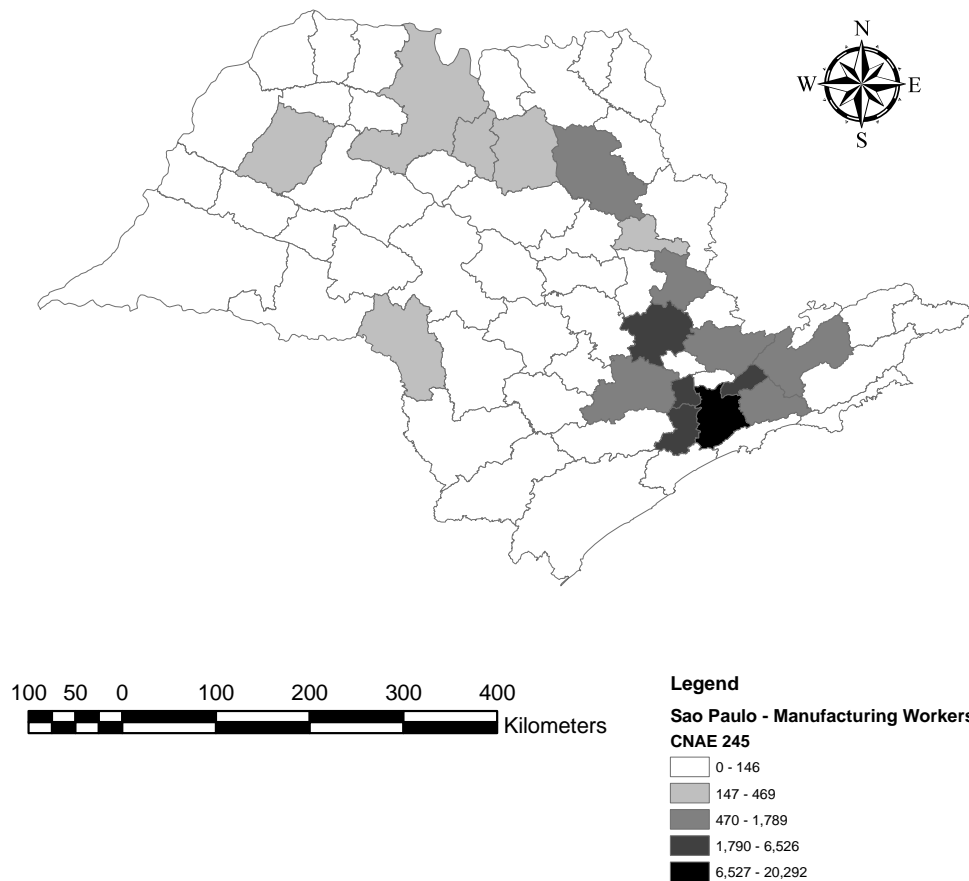 N
W E
S
100 50 0 100 200 300 400
Kilometers
Legend
Sao Paulo - Manufacturing Workers
CNAE 245
0 - 146
147 - 469
470 - 1,789
1,790 - 6,526
6,527 - 20,292